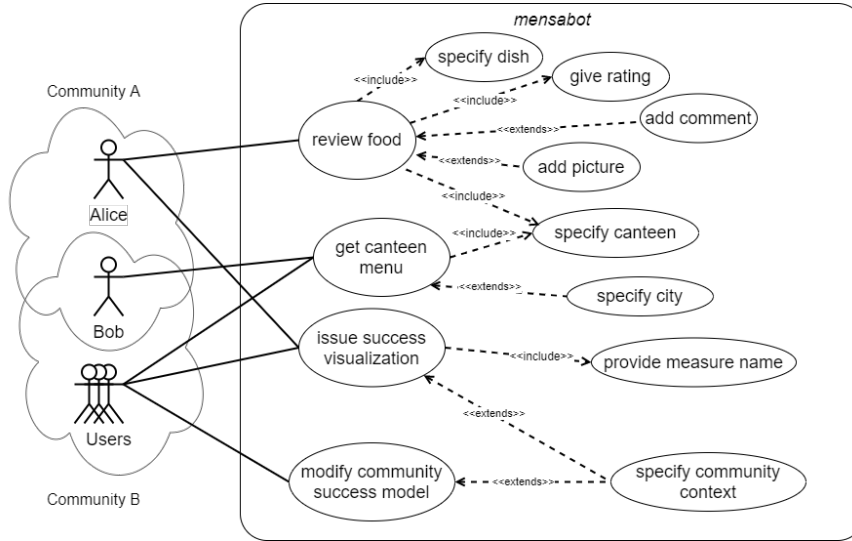 mensabot
specify dish
<<include>>
give rating
Community A
<<include>>
add comment
review food
<<extends>>
<<extends>>
add picture
Alice
<<include>>
get canteen
menu
<<include>>
specify canteen
<<extends>>
specify city
Bob
issue success
visualization
<<include>>
provide measure name
<<extends>>
Users
modify community
success model
<<extends>>
specify community
context
Community B